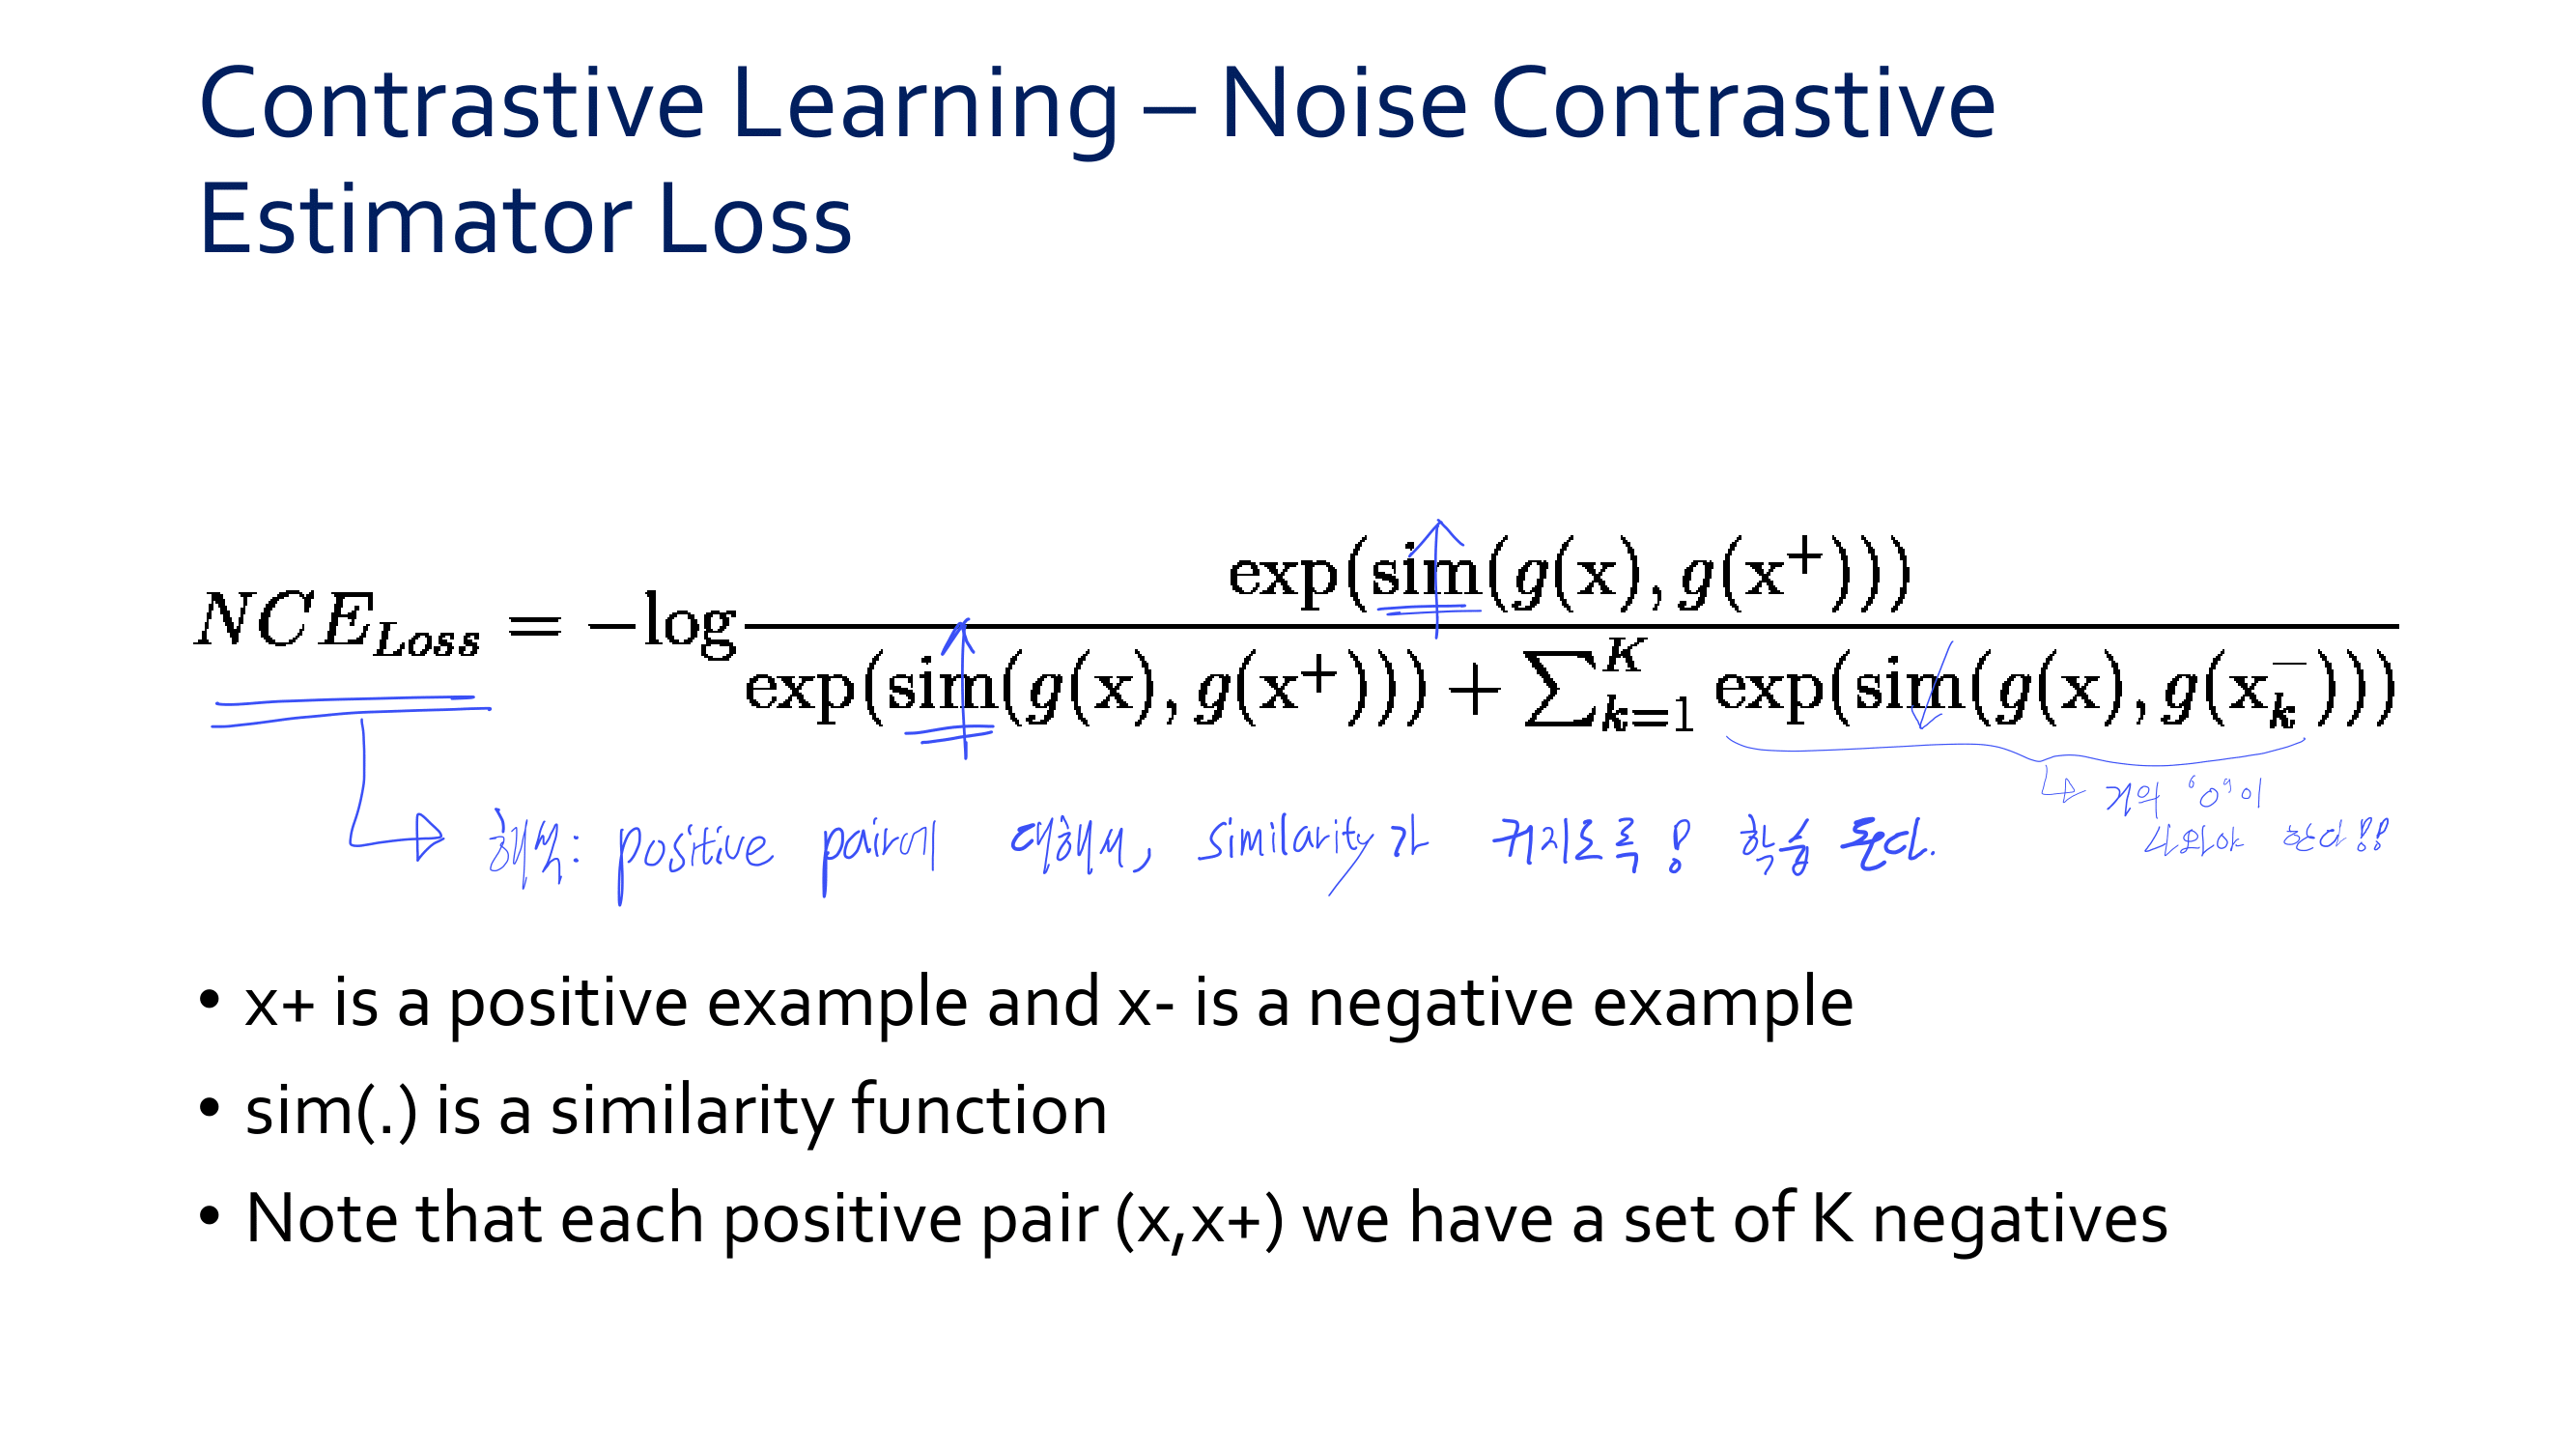 Contrastive Learning – Noise Contrastive
Estimator Loss
NCE_{Loss} = −log \frac{exp(sim(g(x), g(x⁺)))}{exp(sim(g(x), g(x⁺))) + \sum_{k=1}^{K} exp(sim(g(x), g(x_k^−)))}
거의 "0"이
나와야 한다!!
해석: positive pair에 대해서, similarity가 커지도록! 학습 된다.
• x+ is a positive example and x- is a negative example
• sim(.) is a similarity function
• Note that each positive pair (x,x+) we have a set of K negatives